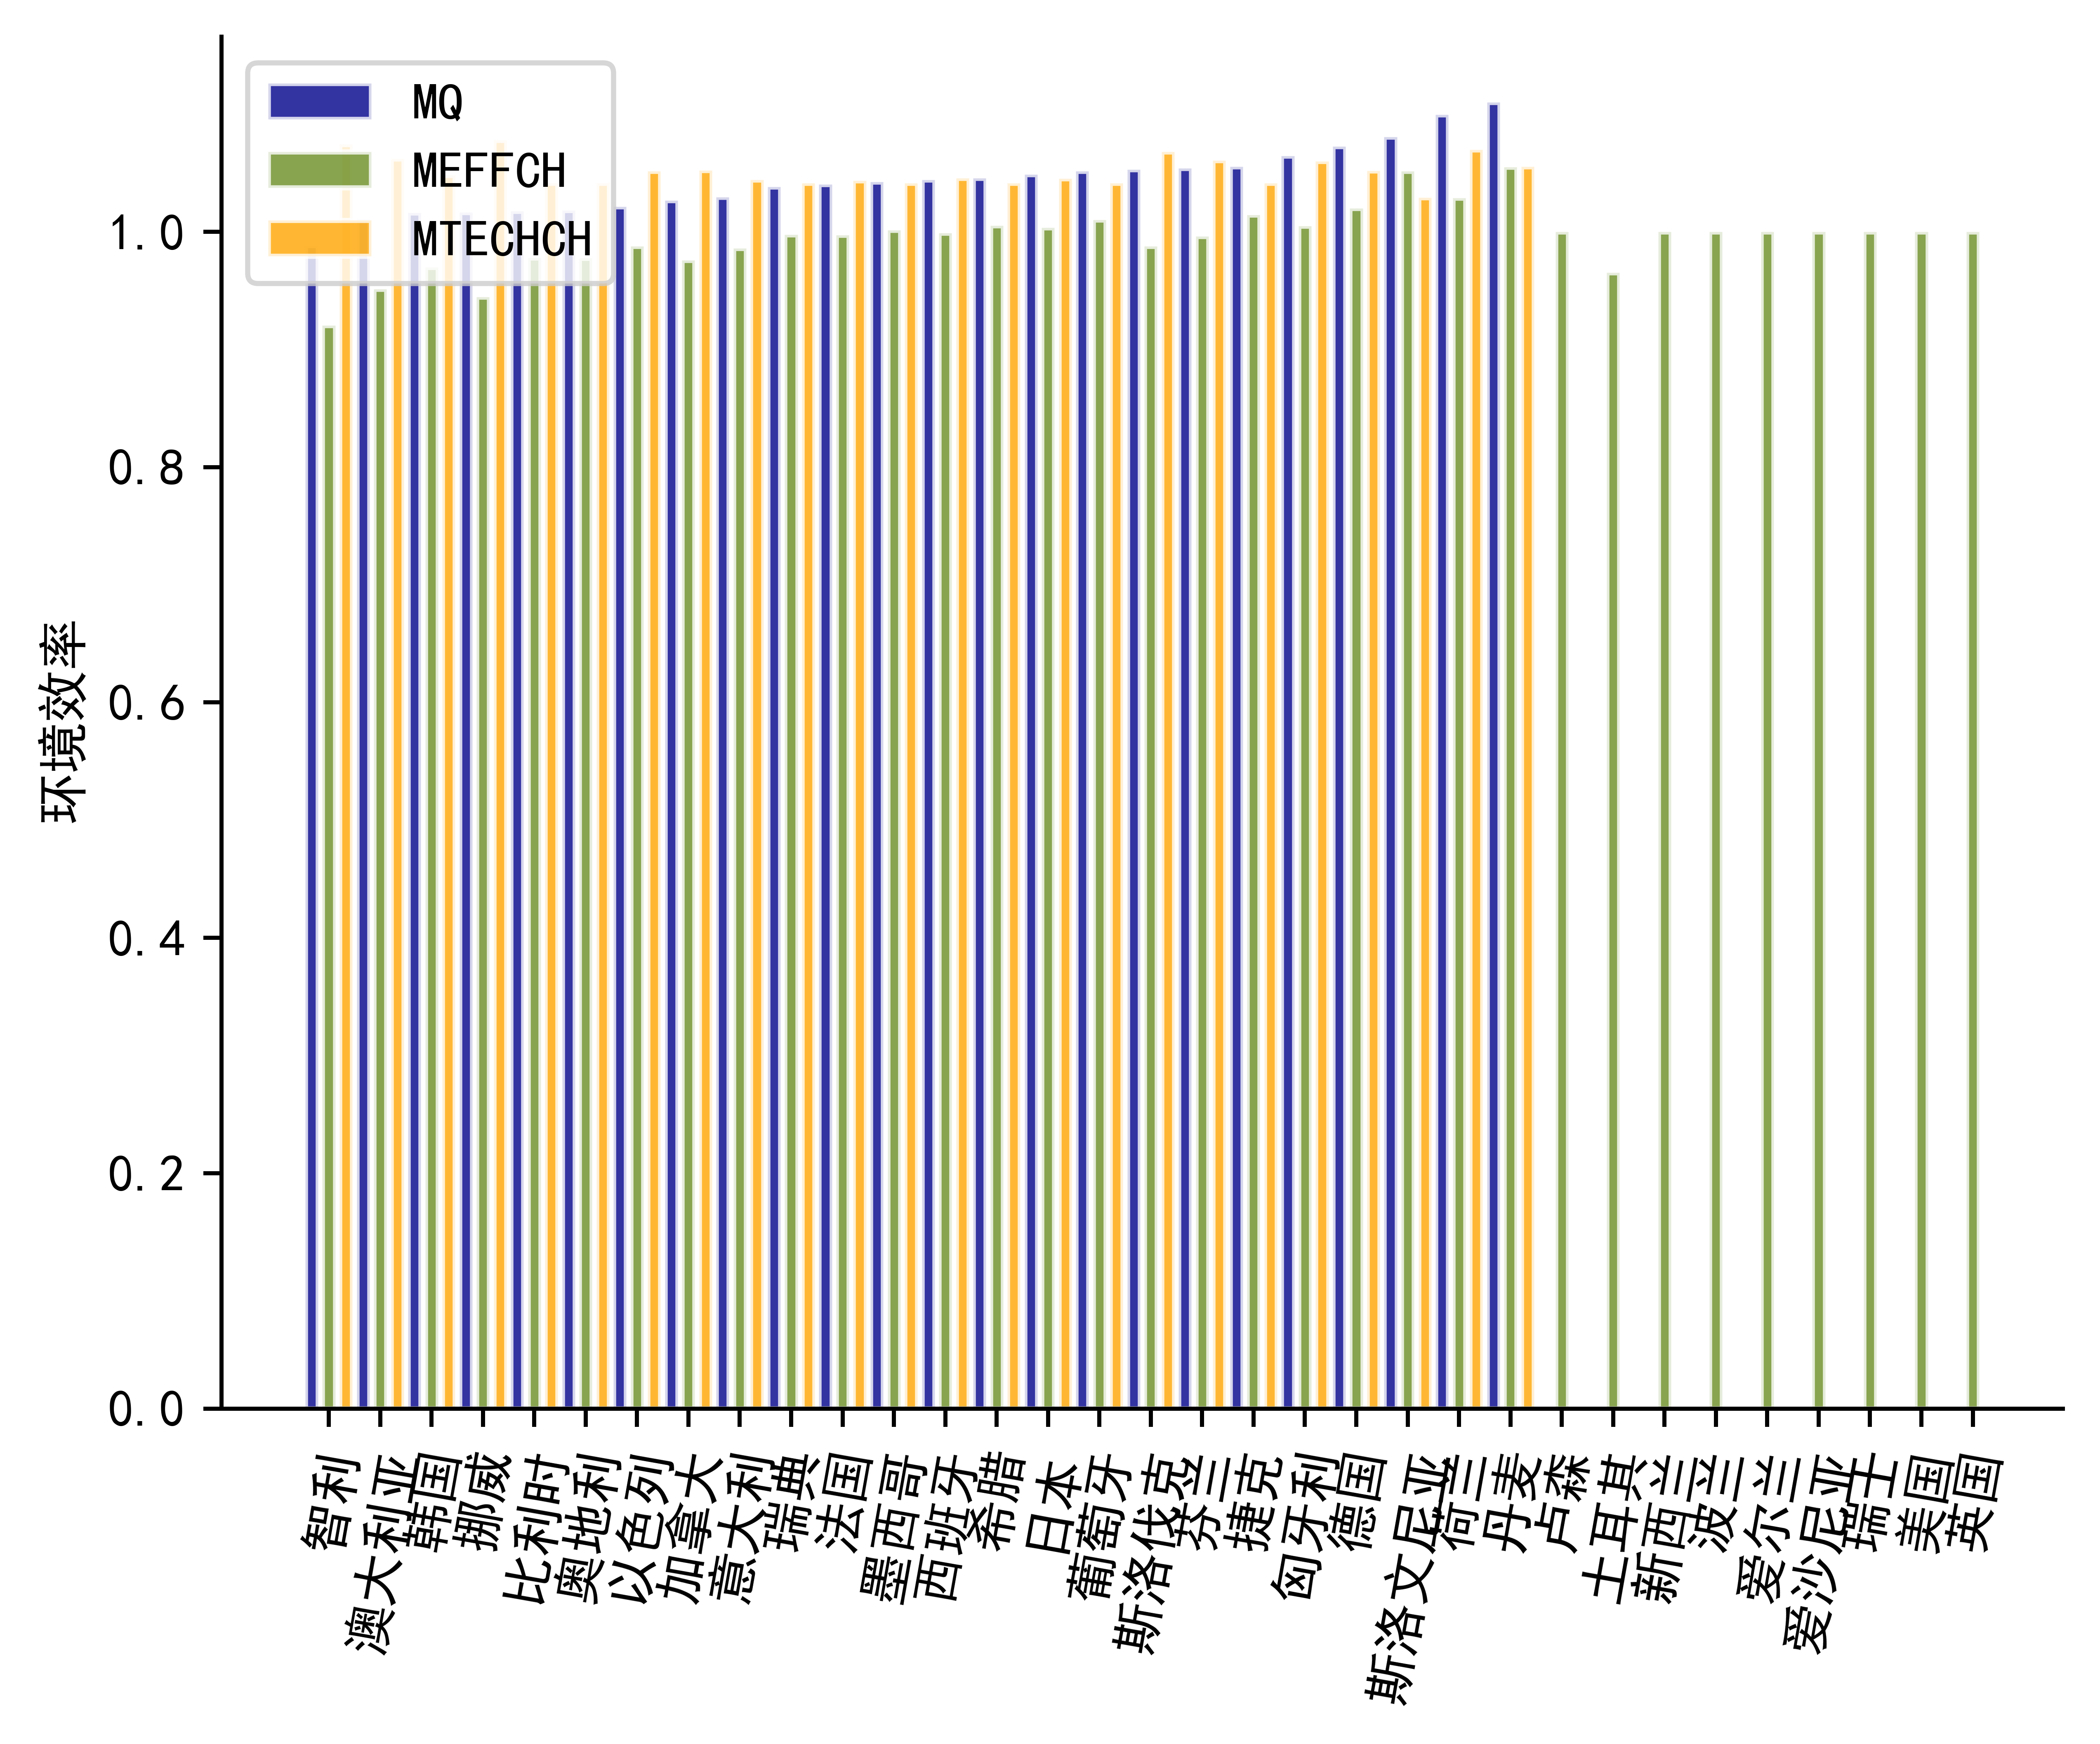 MQ
MEFFCH
MTECHCH
环境效率
1.0
0.8
0.6
0.4
0.2
0.0
智利
澳大利亚
韩国
挪威
比利时
奥地利
以色列
加拿大
意大利
瑞典
法国
墨西哥
西班牙
希腊
日本
葡萄牙
斯洛伐克
芬兰
捷克
匈牙利
德国
斯洛文尼亚
荷兰
丹麦
卢森
土耳其
新西兰
波兰
爱尔兰
爱沙尼亚
瑞士
美国
英国